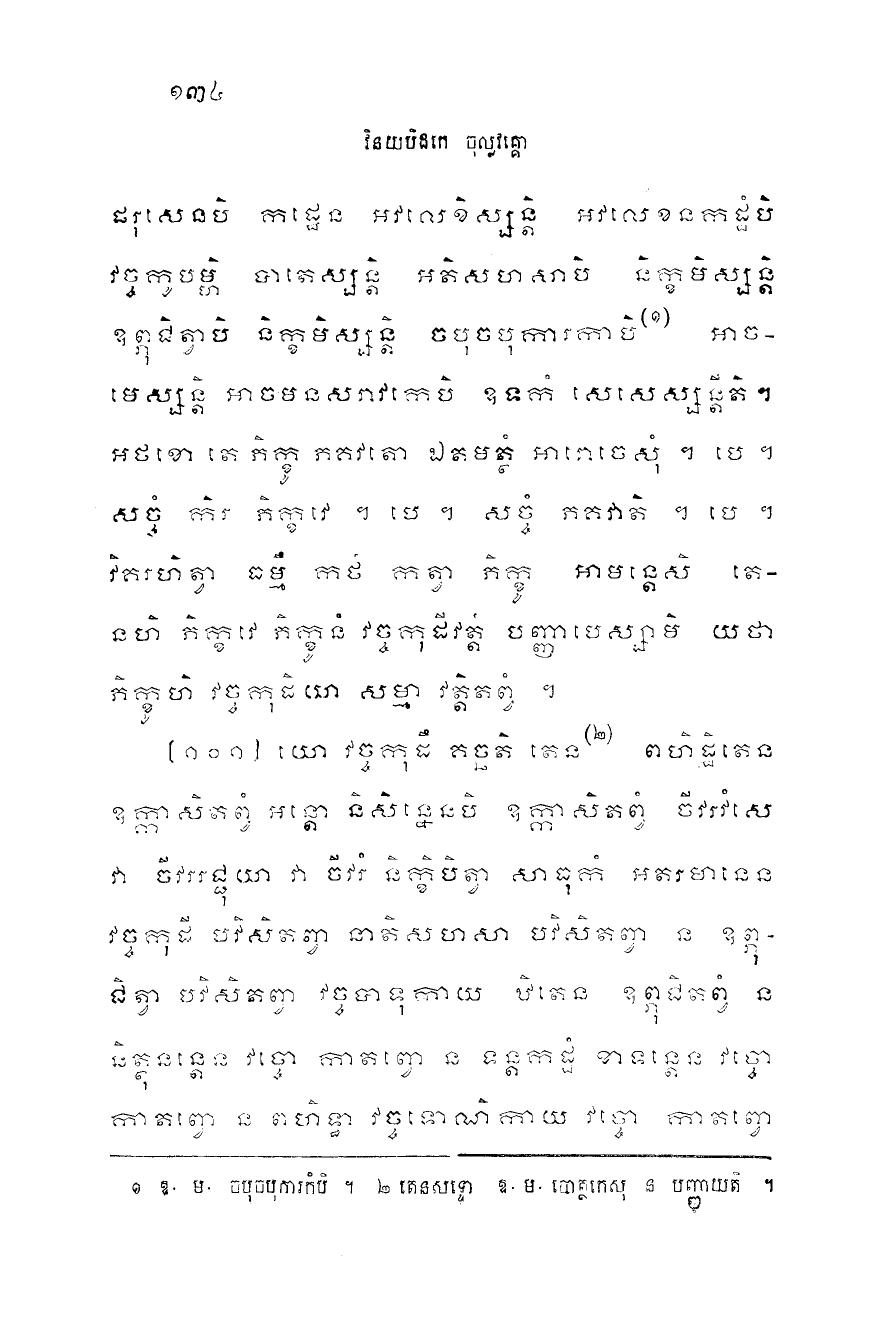 ១៣៤
វិនយបិដកេ ចុល្លវគ្គោ
ផរុសេនបិ កដ្ឋេន អវលេខិស្សន្តិ អវលេខនកដ្ឋំបិ
វច្ចកូបម្ហិ បាតេស្សន្តិ អតិសហសាបិ និក្ខមិស្សន្តិ
ឧព្ភុជិត្វាបិ និក្ខមិស្សន្តិ ចបុចបុការកាបិ(១) អាច-
មេស្សន្តិ អាចមនសរាវកេបិ ឧទកំ សេសេស្សន្តីតិ។
អថខោ តេ ភិក្ខូ ភគវតោ ឯតមត្ថំ អារោចេសុំ ។ បេ ។
សច្ចំ កិរ ភិក្ខវេ ។ បេ ។ សច្ចំ ភគវាតិ ។ បេ ។
វិគរហិត្វា ធម្មឹ កថំ កត្វា ភិក្ខូ អាមន្តេសិ តេ-
នហិ ភិក្ខវេ ភិក្ខូនំ វច្ចកុដីវត្តំ បញ្ញាបេស្សាមិ យថា
ភិក្ខូហិ វច្ចកុដិយា សម្មា វត្តិតព្វំ ។
[១០១] យោ វច្ចកុដឹ គច្ឆតិ តេន(២) ពហិដ្ឋិតេន
ឧក្កាសិតព្វំ អន្តោ និសិន្នេនបិ ឧក្កាសិតព្វំ ចីវរវំសេ
វា ចីវររជ្ជុយា វា ចីវរំ និក្ខិបិត្វា សាធុកំ អតរមានេន
វច្ចកុដី បវិសិតព្វា នាតិសហសា បវិសិតព្វា ន ឧព្ភុ-
ជិត្វា បវិសិតព្វា វច្ចបាទុកាយ ឋិតេន ឧព្ភុជិតព្វំ ន
និត្ថុនន្តេន វច្ចោ កាតព្វោ ន ទន្តកដ្ឋំ ខាទន្តេន វច្ចោ
កាតព្វោ ន ពហិទ្ធា វច្ចទោណិកាយ វច្ចោ កាតព្វោ
១ ឱ. ម. ចបុចបុការកំបិ ។ ២ តេនសទ្ទោ ឱ. ម. បោត្ថកេសុ ន បញ្ញាយតិ ។